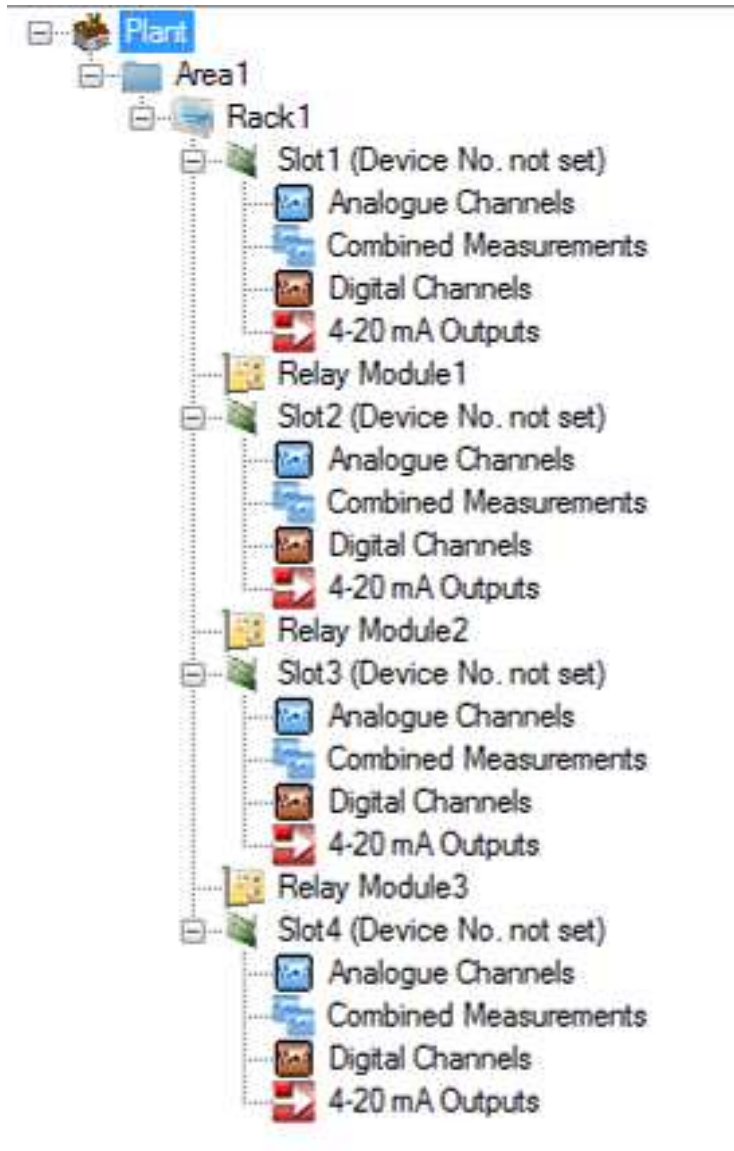 Plant
Area1
Rack1
Slot1 (Device No. not set)
Analogue Channels
Combined Measurements
Digital Channels
4-20 mA Outputs
Relay Module1
Slot2 (Device No. not set)
Analogue Channels
Combined Measurements
Digital Channels
4-20 mA Outputs
Relay Module2
Slot3 (Device No. not set)
Analogue Channels
Combined Measurements
Digital Channels
4-20 mA Outputs
Relay Module3
Slot4 (Device No. not set)
Analogue Channels
Combined Measurements
Digital Channels
4-20 mA Outputs